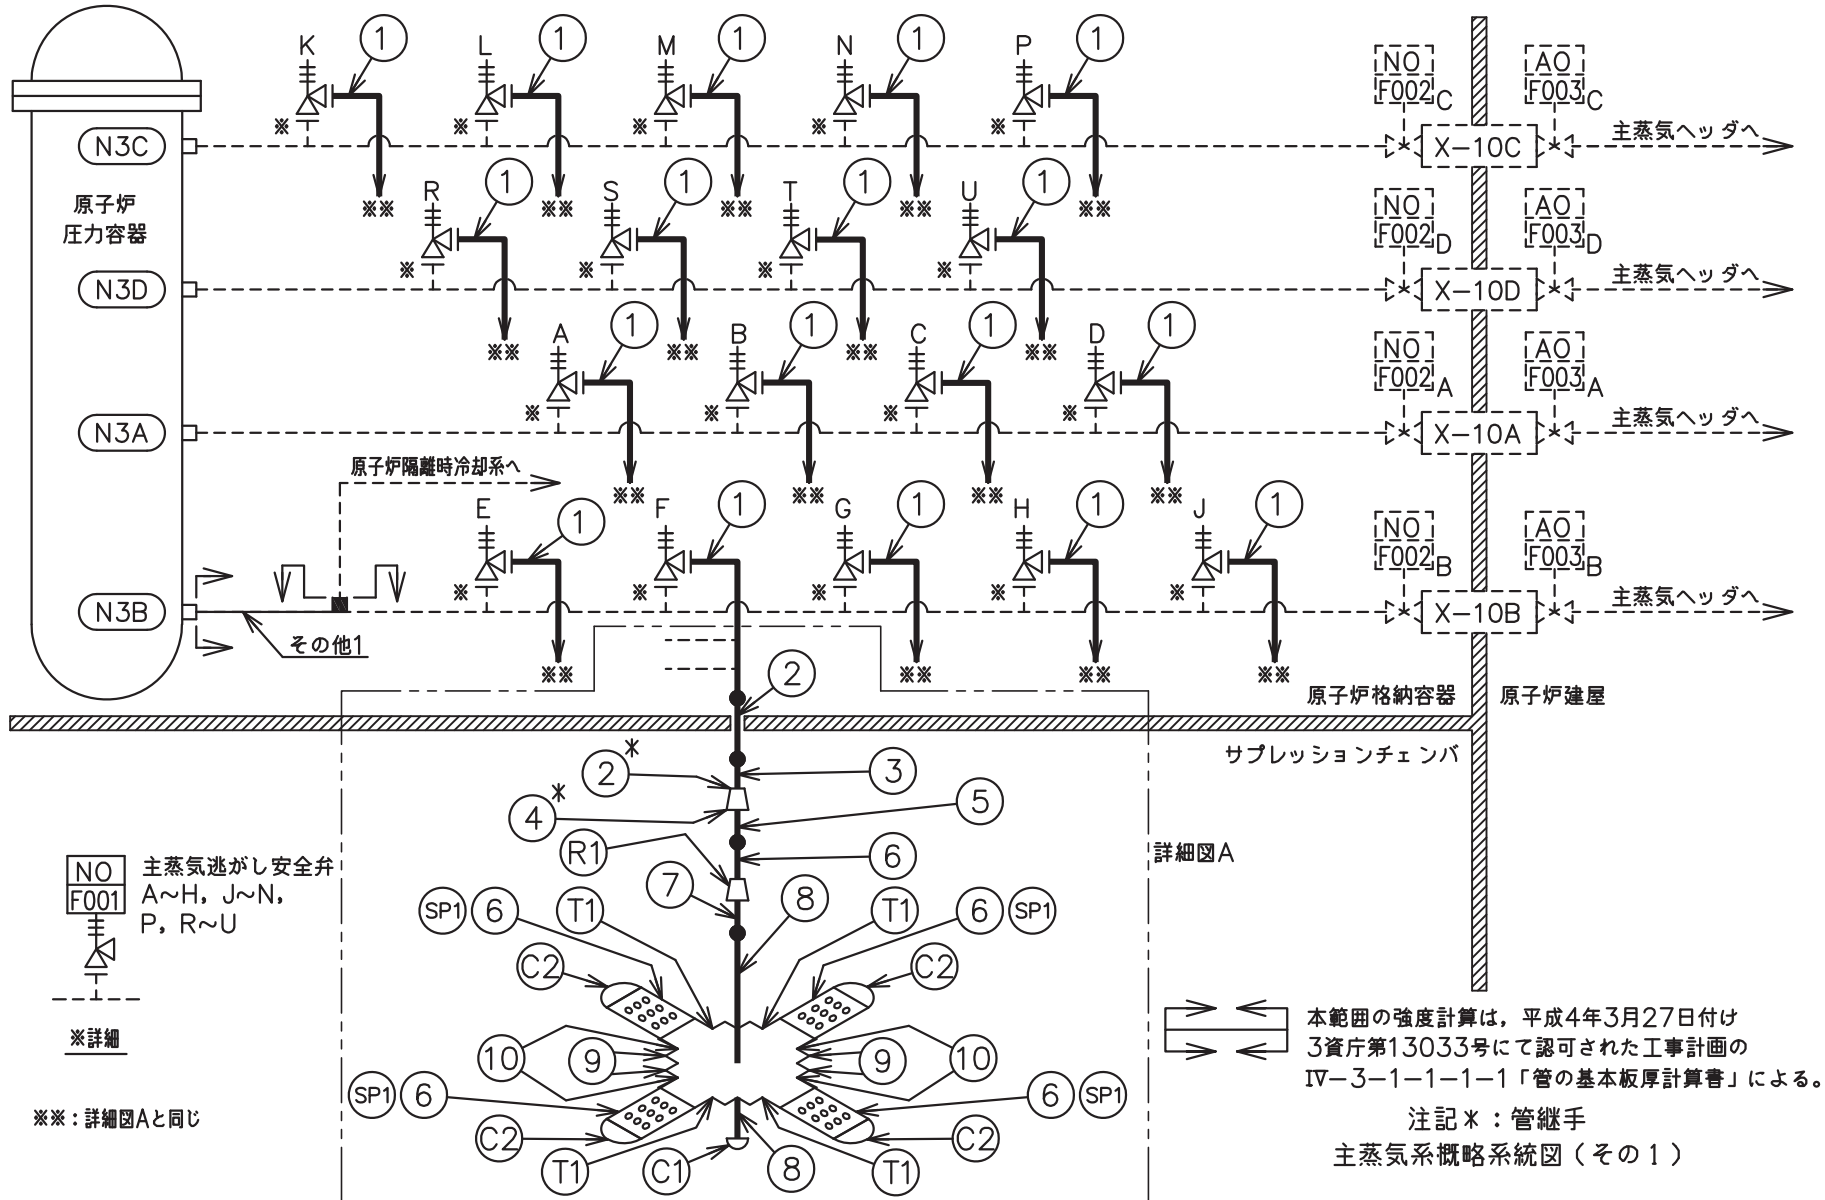 K ① L ① M ① N ① P ①
NO AO
F002C F003C
※ ※ ※ ※ ※
N3C X-10C 主蒸気ヘッダへ
※※ ※※ ※※ ※※ ※※
原子炉
圧力容器
R ① S ① T ① U ①
NO AO
F002D F003D
※ ※ ※ ※
N3D X-10D 主蒸気ヘッダへ
※※ ※※ ※※ ※※
A ① B ① C ① D ①
NO AO
F002A F003A
※ ※ ※ ※
N3A X-10A 主蒸気ヘッダへ
原子炉隔離時冷却系へ
※※ ※※ ※※ ※※
E ① F ① G ① H ① J ①
NO AO
F002B F003B
※ ※ ※ ※ ※
N3B X-10B 主蒸気ヘッダへ
その他1
※※ ※※ ※※ ※※
②
原子炉格納容器 原子炉建屋
サプレッションチェンバ
②* ③
④* ⑤
R1 ⑥
詳細図A
NO
F001
主蒸気逃がし安全弁
A~H, J~N,
P, R~U
※詳細
⑦ ⑧
SP1 ⑥ T1 T1 ⑥ SP1
C2 C2
⑩ ⑨ ⑨ ⑩
SP1 ⑥ ⑥ SP1
C2 C2
T1 C1 ⑧ T1
※※:詳細図Aと同じ
本範囲の強度計算は,平成4年3月27日付け
3資庁第13033号にて認可された工事計画の
Ⅳ-3-1-1-1-1「管の基本板厚計算書」による。
注記*:管継手
主蒸気系概略系統図(その1)